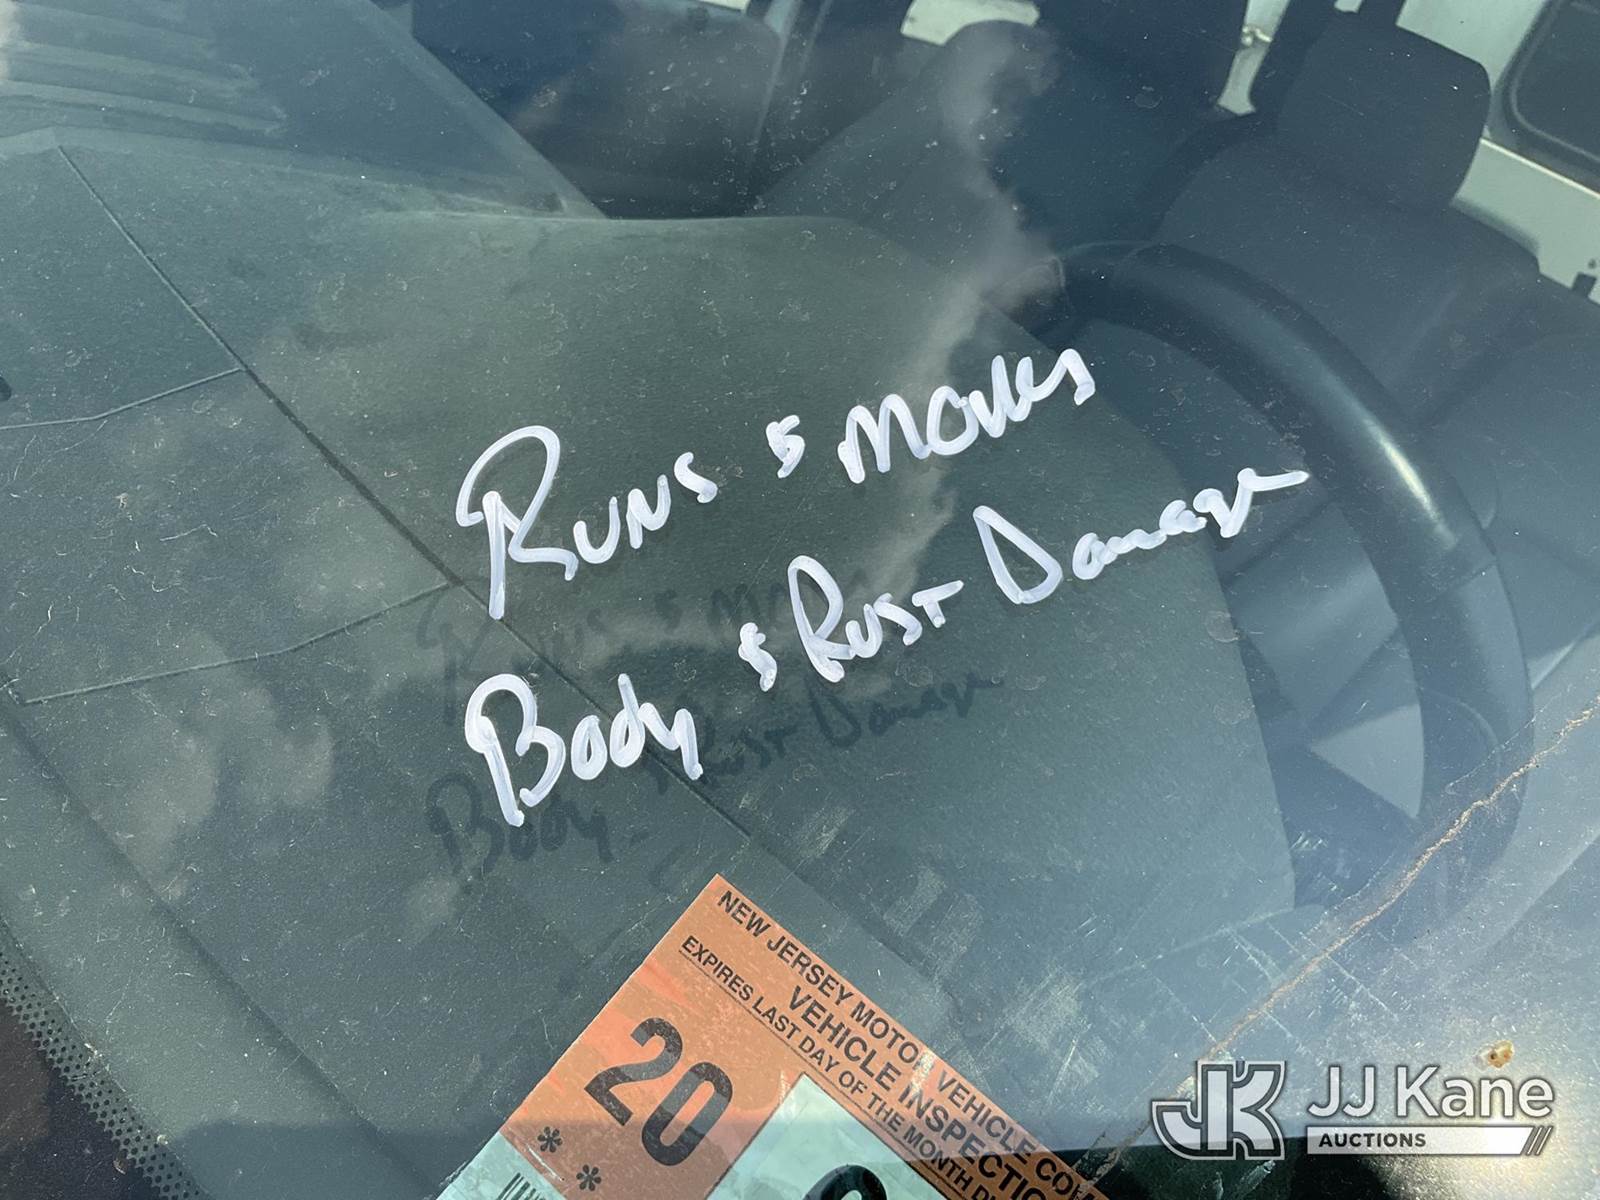 Runs & Moves
Body & Rust Damage
NEW JERSEY MOTOR VEHICLE
VEHICLE INSPECTIO
EXPIRES LAST DAY OF THE MONTH
20
**
JJ Kane
AUCTIONS